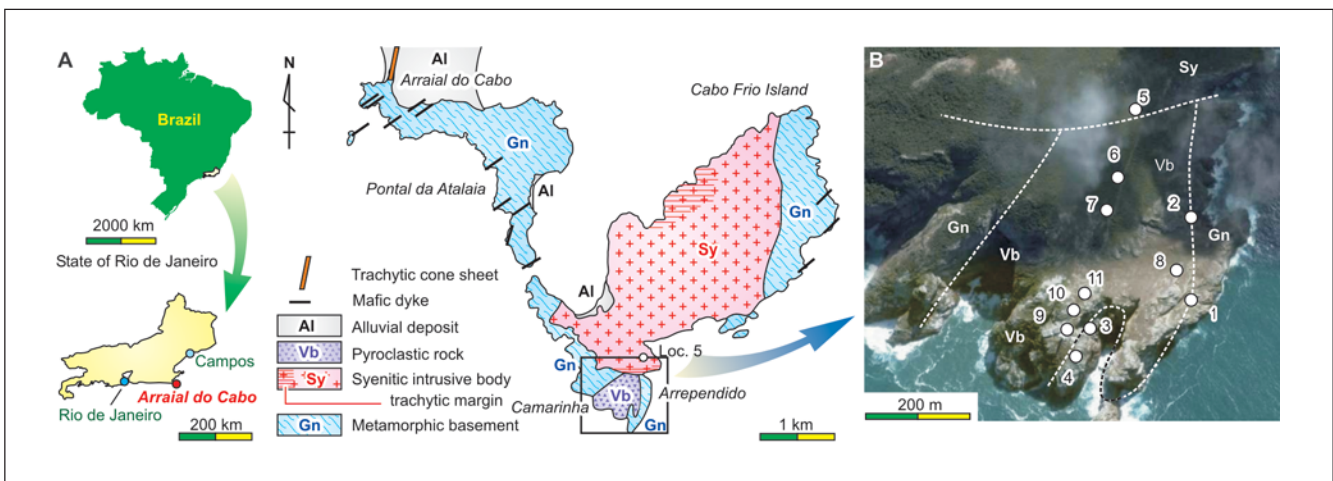 A
N
Brazil
2000 km
State of Rio de Janeiro
Campos
Arraial do Cabo
Rio de Janeiro
200 km
Al
Arraial do Cabo
Gn
Pontal da Atalaia
Al
Trachytic cone sheet
Mafic dyke
Al
Alluvial deposit
Vb
Pyroclastic rock
Sy
Syenitic intrusive body
trachytic margin
Gn
Metamorphic basement
Cabo Frio Island
Sy
Gn
Al
Loc. 5
Gn
Vb
Arrependido
Camarinha
Gn
1 km
B
Sy
5
6
Vb
7
2
Gn
Gn
Vb
8
11
10
1
9
3
Vb
4
200 m